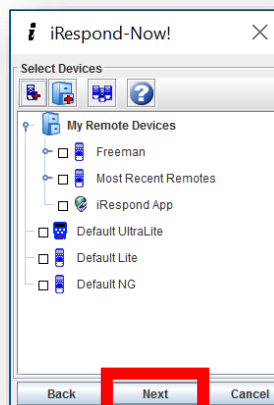 iRespond-Now!
Select Devices
My Remote Devices
Freeman
Most Recent Remotes
iRespond App
Default UltraLite
Default Lite
Default NG
Back Next Cancel